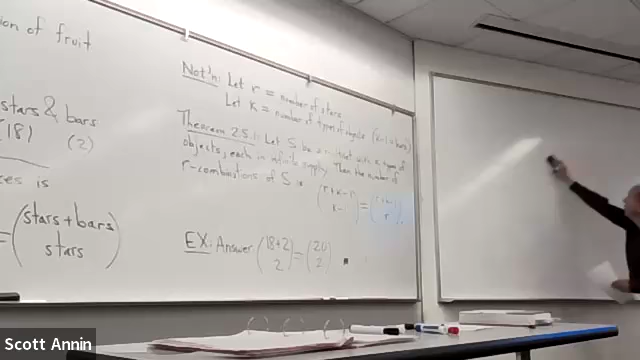 ion of fruit
stars & bars
(18) (2)
es is
= (stars + bars
stars)
Not'n: Let r = number of stars
Let k = number of types of objects (k-1 = bars)
Theorem 2.5.1: Let S be a multiset with k types of
objects, each in infinite supply. Then the number of
r-combinations of S is
(r+k-1
k-1) = (r+k-1
r).
EX: Answer: (18+2
2) = (20
2) ■
Scott Annin